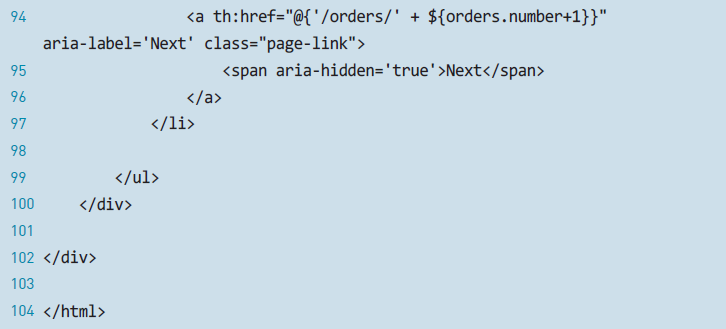 94                <a th:href="@{'/orders/' + ${orders.number+1}}"
aria-label='Next' class="page-link">
95                    <span aria-hidden='true'>Next</span>
96                </a>
97            </li>
98
99        </ul>
100    </div>
101
102 </div>
103
104 </html>